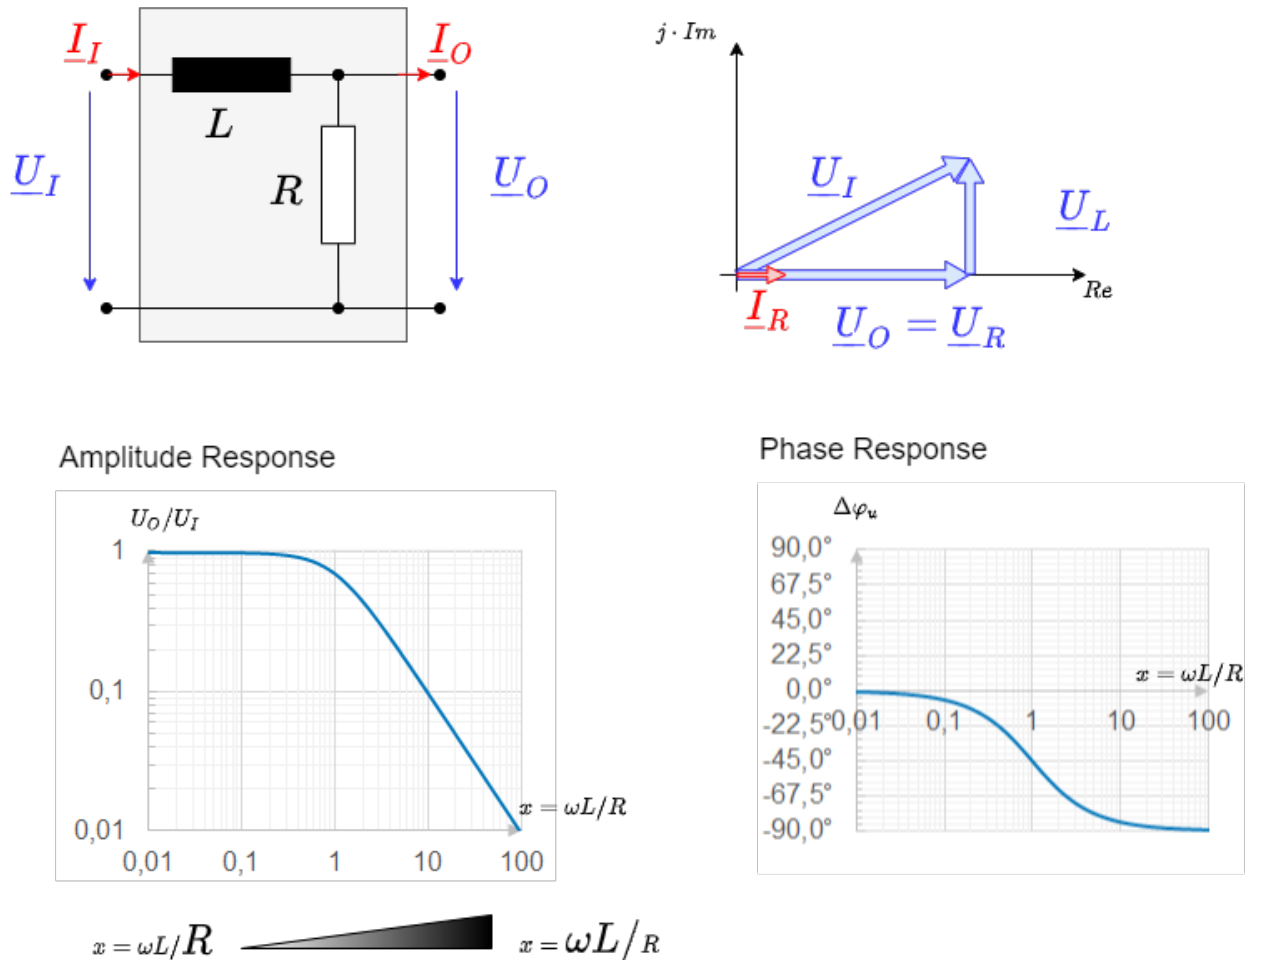 I_I
I_O
L
U_I
R
U_O
j · Im
U_I
U_L
Re
I_R
U_O = U_R
Amplitude Response
U_O/U_I
1
0,1
0,01
x = ωL/R
0,01 0,1 1 10 100
Phase Response
Δφ_u
90,0°
67,5°
45,0°
22,5°
x = ωL/R
0,0°
-22,5° 0,01 0,1 1 10 100
-45,0°
-67,5°
-90,0°
x = ωL/R x = ωL/R